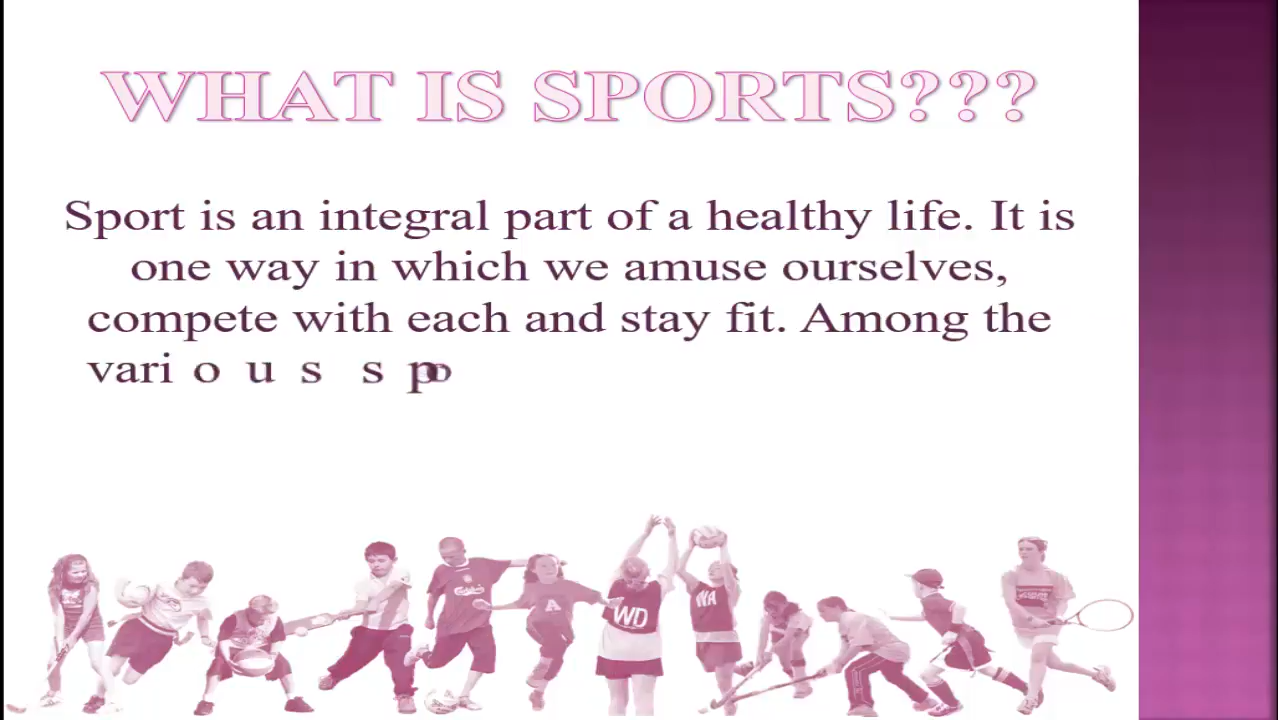 WHAT IS SPORTS???
Sport is an integral part of a healthy life. It is
one way in which we amuse ourselves,
compete with each and stay fit. Among the
various
A
WD
WA